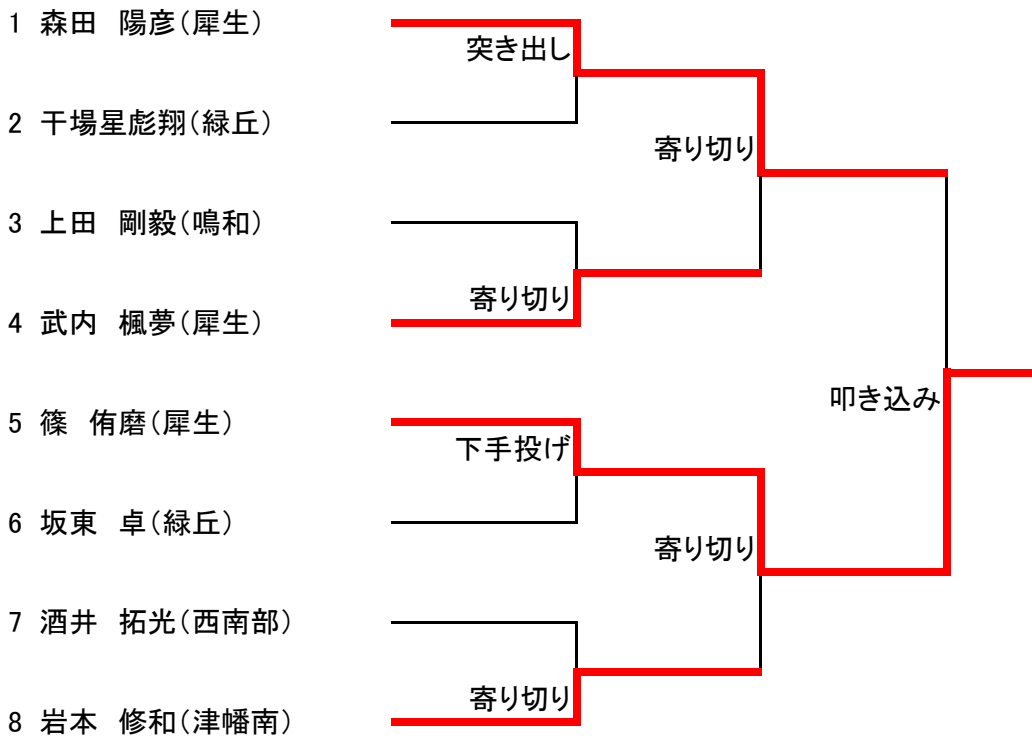 1 森田　陽彦(犀生)
突き出し
2 干場星彪翔(緑丘)
寄り切り
3 上田　剛毅(鳴和)
寄り切り
4 武内　楓夢(犀生)
叩き込み
5 篠　侑磨(犀生)
下手投げ
6 坂東　卓(緑丘)
寄り切り
7 酒井　拓光(西南部)
寄り切り
8 岩本　修和(津幡南)